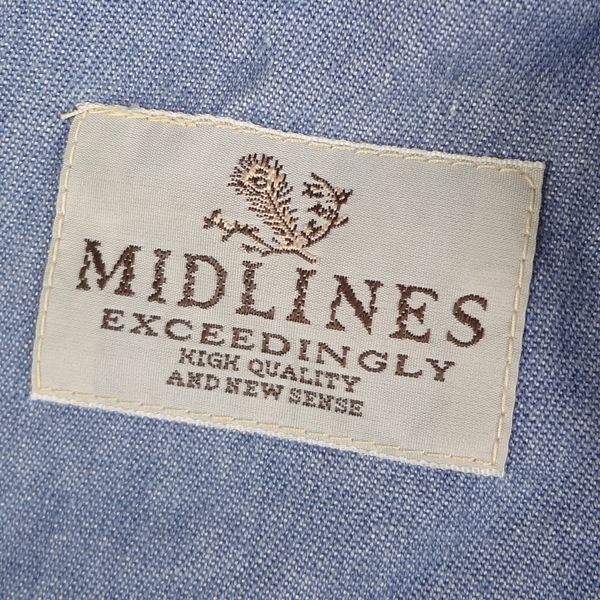 MIDLINES
EXCEEDINGLY
HIGH QUALITY
AND NEW SENSE